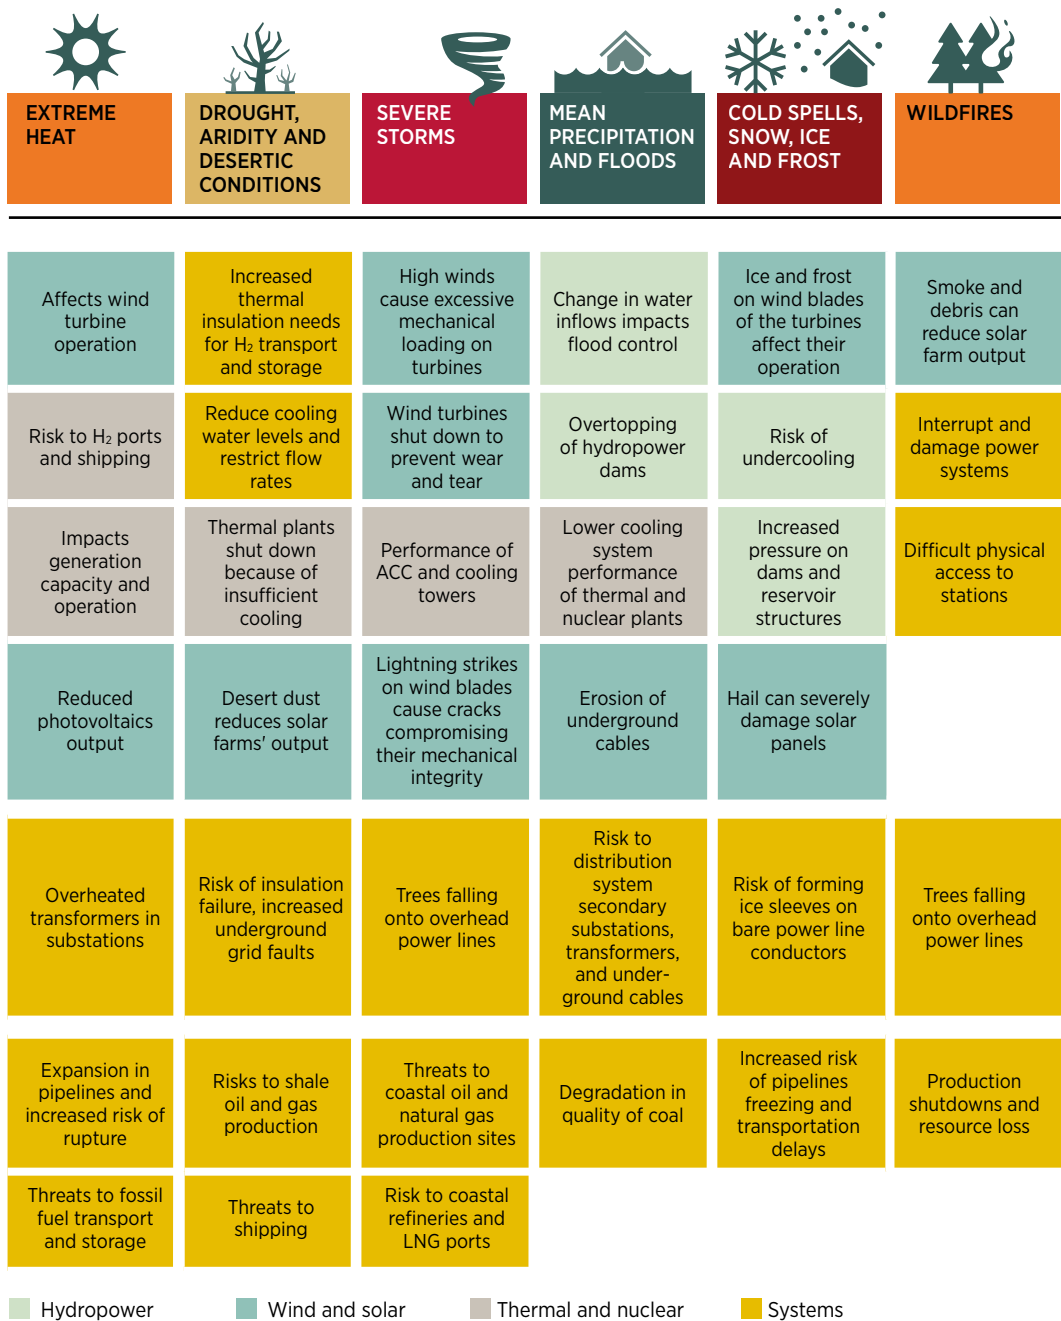 EXTREME
HEAT
DROUGHT,
ARIDITY AND
DESERTIC
CONDITIONS
SEVERE
STORMS
MEAN
PRECIPITATION
AND FLOODS
COLD SPELLS,
SNOW, ICE
AND FROST
WILDFIRES
Affects wind
turbine
operation
Increased
thermal
insulation needs
for H₂ transport
and storage
High winds
cause excessive
mechanical
loading on
turbines
Change in water
inflows impacts
flood control
Ice and frost
on wind blades
of the turbines
affect their
operation
Smoke and
debris can
reduce solar
farm output
Risk to H₂ ports
and shipping
Reduce cooling
water levels and
restrict flow
rates
Wind turbines
shut down to
prevent wear
and tear
Overtopping
of hydropower
dams
Risk of
undercooling
Interrupt and
damage power
systems
Impacts
generation
capacity and
operation
Thermal plants
shut down
because of
insufficient
cooling
Performance of
ACC and cooling
towers
Lower cooling
system
performance
of thermal and
nuclear plants
Increased
pressure on
dams and
reservoir
structures
Difficult physical
access to
stations
Reduced
photovoltaics
output
Desert dust
reduces solar
farms' output
Lightning strikes
on wind blades
cause cracks
compromising
their mechanical
integrity
Erosion of
underground
cables
Hail can severely
damage solar
panels
Overheated
transformers in
substations
Risk of insulation
failure, increased
underground
grid faults
Trees falling
onto overhead
power lines
Risk to
distribution
system
secondary
substations,
transformers,
and under-
ground cables
Risk of forming
ice sleeves on
bare power line
conductors
Trees falling
onto overhead
power lines
Expansion in
pipelines and
increased risk of
rupture
Risks to shale
oil and gas
production
Threats to
coastal oil and
natural gas
production sites
Degradation in
quality of coal
Increased risk
of pipelines
freezing and
transportation
delays
Production
shutdowns and
resource loss
Threats to fossil
fuel transport
and storage
Threats to
shipping
Risk to coastal
refineries and
LNG ports
Hydropower
Wind and solar
Thermal and nuclear
Systems